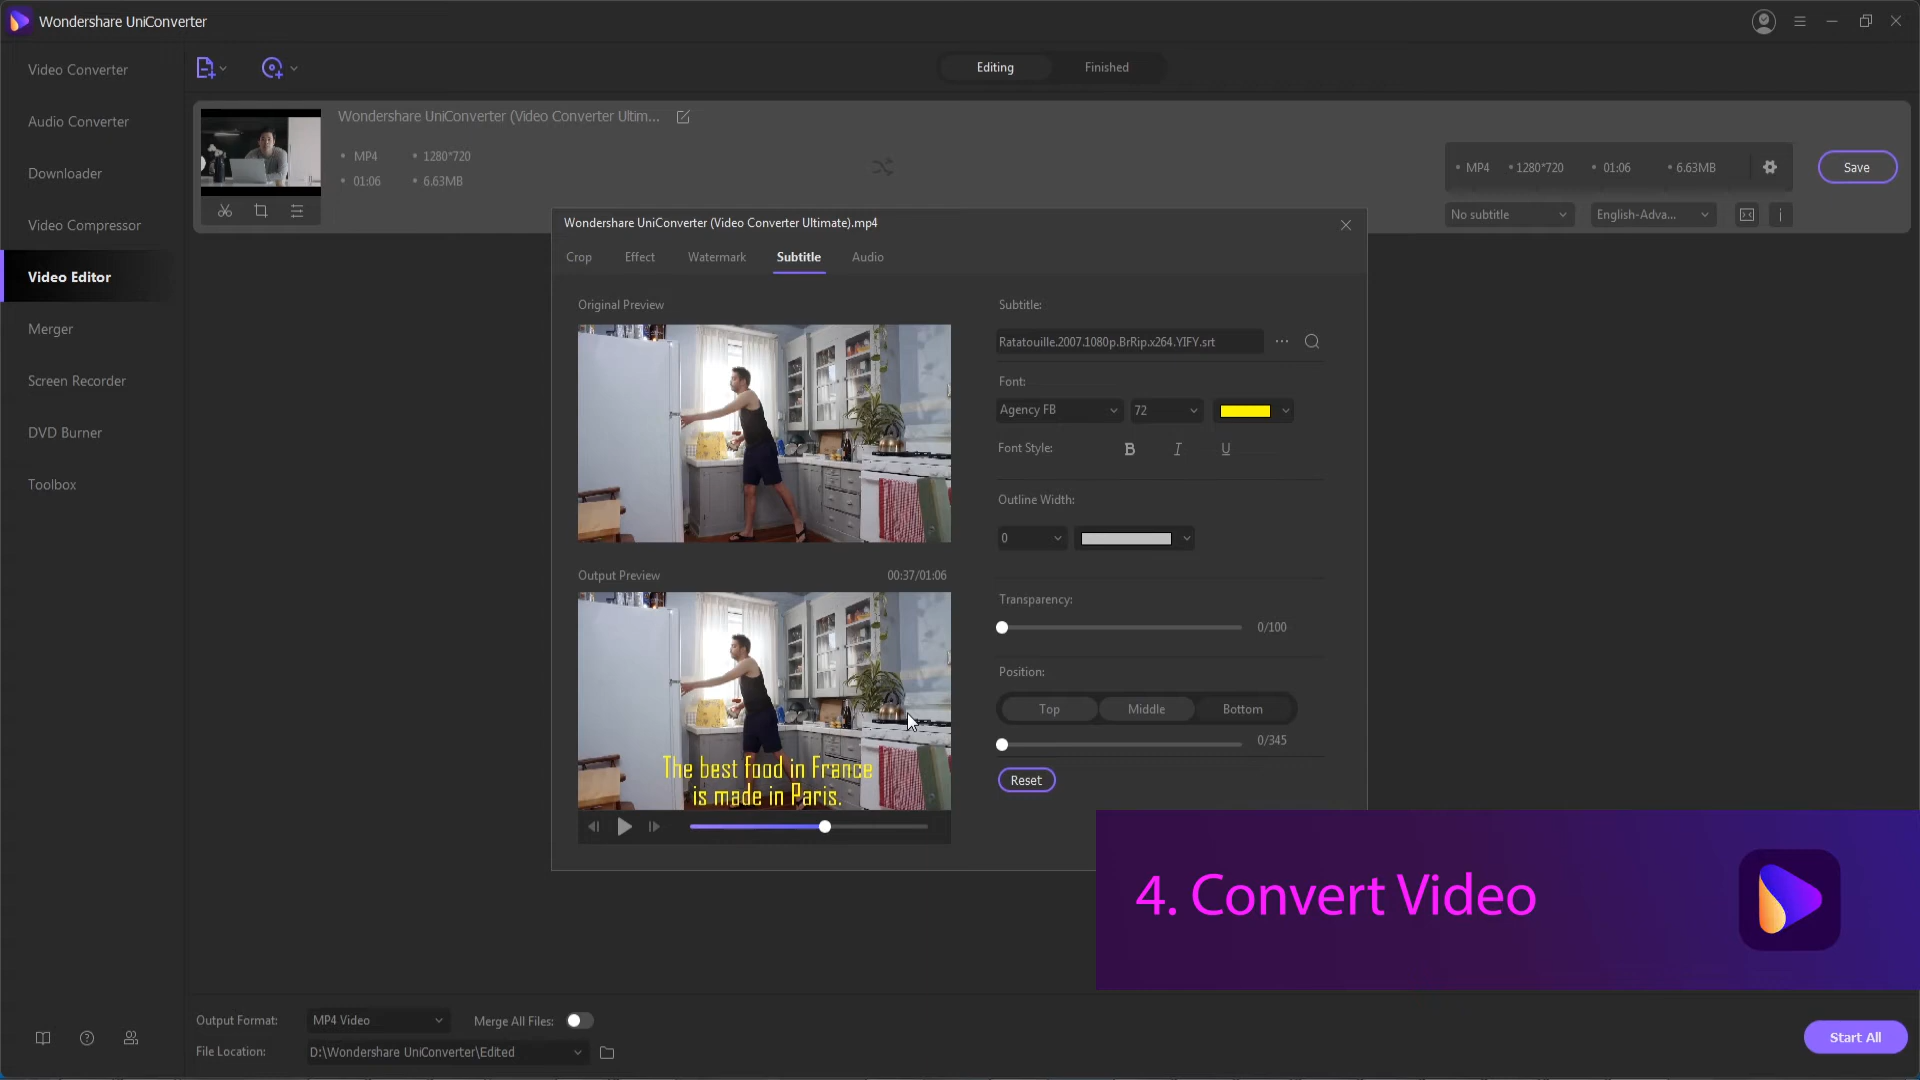 Wondershare UniConverter
Video Converter
Audio Converter
Downloader
Video Compressor
Video Editor
Merger
Screen Recorder
DVD Burner
Toolbox
Editing
Finished
Wondershare UniConverter (Video Converter Ultim...
• MP4 • 1280*720
• 01:06 • 6.63MB
• MP4 • 1280*720 • 01:06 • 6.63MB
Save
No subtitle
English-Adva...
Wondershare UniConverter (Video Converter Ultimate).mp4
Crop Effect Watermark Subtitle Audio
Original Preview
Output Preview 00:37/01:06
The best food in France
is made in Paris.
Subtitle:
Ratatouille.2007.1080p.BrRip.x264.YIFY.srt
Font:
Agency FB 72
Font Style: B I U
Outline Width:
0
Transparency:
0/100
Position:
Top Middle Bottom
0/345
Reset
4. Convert Video
Output Format: MP4 Video Merge All Files:
File Location: D:\Wondershare UniConverter\Edited
Start All